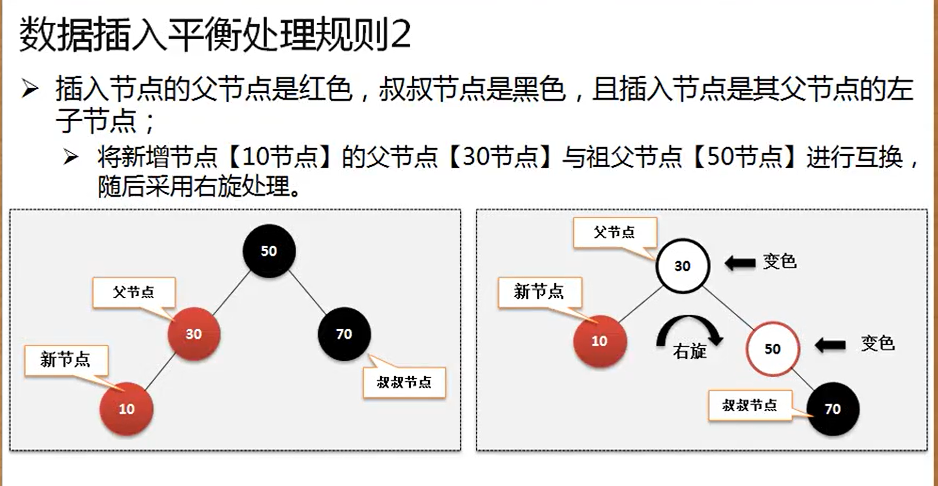 数据插入平衡处理规则2
插入节点的父节点是红色，叔叔节点是黑色，且插入节点是其父节点的左
子节点；
将新增节点【10节点】的父节点【30节点】与祖父节点【50节点】进行互换，
随后采用右旋处理。
50
父节点
30
70
新节点
10
叔叔节点
父节点
30
变色
新节点
10
右旋
50
变色
叔叔节点
70